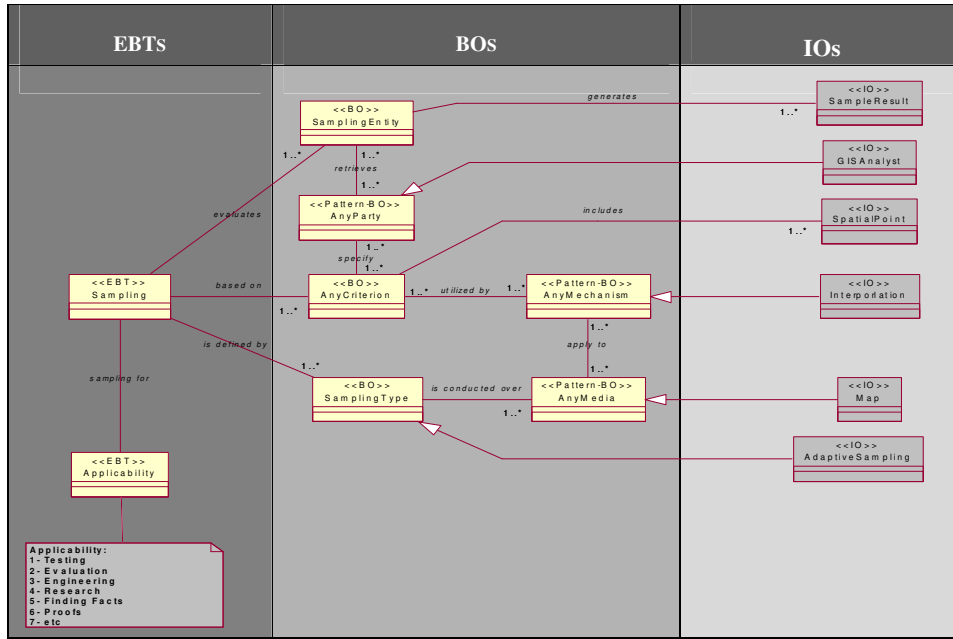 EBTs
BOs
IOs
<<BO>>
SamplingEntity
generates
<<IO>>
SampleResult
1..*
1..*
1..*
retrieves
1..*
<<IO>>
GISAnalyst
<<Pattern-BO>>
AnyParty
evaluates
includes
<<IO>>
SpatialPoint
1..*
1..*
specify
1..*
<<EBT>>
Sampling
based on
1..*
<<BO>>
AnyCriterion
1..*
utilized by
1..*
<<Pattern-BO>>
AnyMechanism
<<IO>>
Interporlation
1..*
apply to
1..*
is defined by
1..*
sampling for
<<BO>>
SamplingType
is conducted over
1..*
<<Pattern-BO>>
AnyMedia
<<IO>>
Map
<<IO>>
AdaptiveSampling
<<EBT>>
Applicability
Applicability:
1- Testing
2- Evaluation
3- Engineering
4- Research
5- Finding Facts
6- Proofs
7- etc